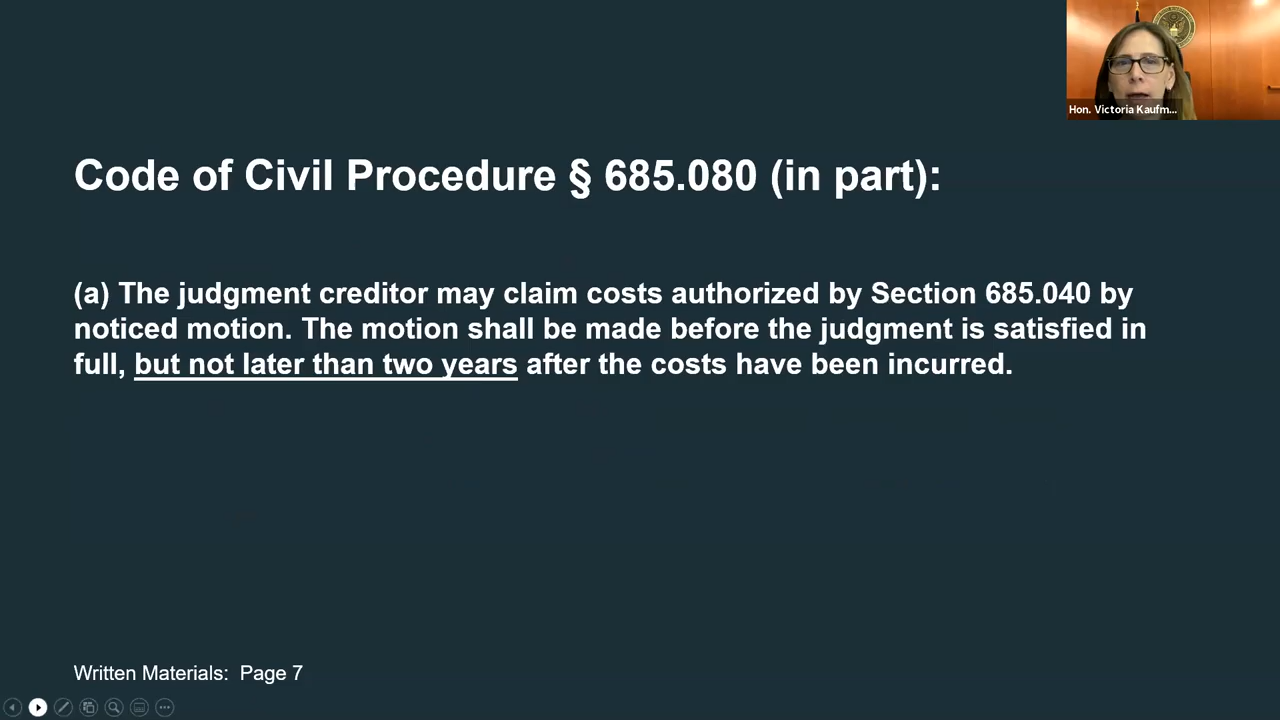 Hon. Victoria Kaufm...
Code of Civil Procedure § 685.080 (in part):
(a) The judgment creditor may claim costs authorized by Section 685.040 by
noticed motion. The motion shall be made before the judgment is satisfied in
full, but not later than two years after the costs have been incurred.
Written Materials: Page 7